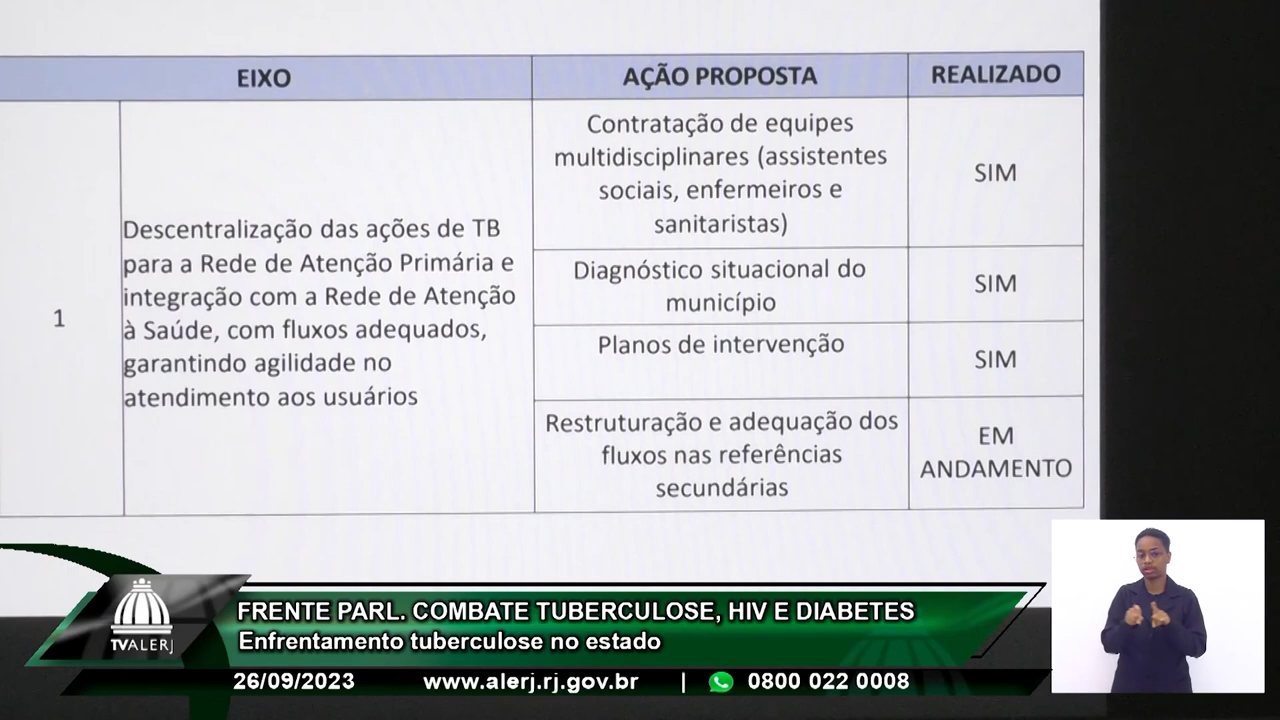 EIXO
AÇÃO PROPOSTA
REALIZADO
1
Descentralização das ações de TB
para a Rede de Atenção Primária e
integração com a Rede de Atenção
à Saúde, com fluxos adequados,
garantindo agilidade no
atendimento aos usuários
Contratação de equipes
multidisciplinares (assistentes
sociais, enfermeiros e
sanitaristas)
SIM
Diagnóstico situacional do
município
SIM
Planos de intervenção
SIM
Restruturação e adequação dos
fluxos nas referências
secundárias
EM
ANDAMENTO
TVALERJ
FRENTE PARL. COMBATE TUBERCULOSE, HIV E DIABETES
Enfrentamento tuberculose no estado
26/09/2023 www.alerj.rj.gov.br | 0800 022 0008